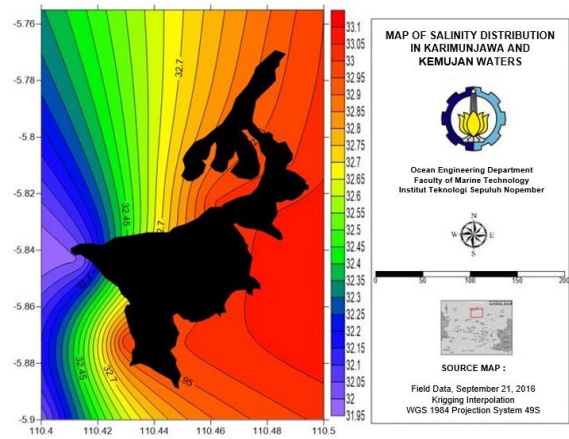 -5.76
-5.78
-5.8
-5.82
-5.84
-5.86
-5.88
-5.9
110.4 110.42 110.44 110.46 110.48 110.5
32.7
32.45
32.7
32.45
32.7
33.1
33.05
33
32.95
32.9
32.85
32.8
32.75
32.7
32.65
32.6
32.55
32.5
32.45
32.4
32.35
32.3
32.25
32.2
32.15
32.1
32.05
32
31.95
MAP OF SALINITY DISTRIBUTION
IN KARIMUNJAWA AND
KEMUJAN WATERS
Ocean Engineering Department
Faculty of Marine Technology
Institut Teknologi Sepuluh Nopember
N
W E
S
0 50 100 150 200
SOURCE MAP :
Field Data, September 21, 2016
Krigging Interpolation
WGS 1984 Projection System 49S